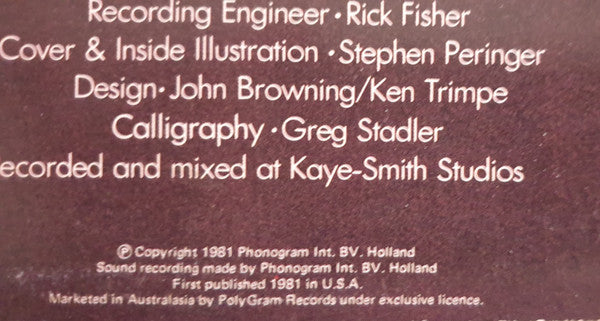 Recording Engineer • Rick Fisher
Cover & Inside Illustration • Stephen Peringer
Design • John Browning/Ken Trimpe
Calligraphy • Greg Stadler
ecorded and mixed at Kaye-Smith Studios
℗ Copyright 1981 Phonogram Int. BV. Holland
Sound recording made by Phonogram Int. BV. Holland
First published 1981 in U.S.A.
Marketed in Australasia by PolyGram Records under exclusive licence.